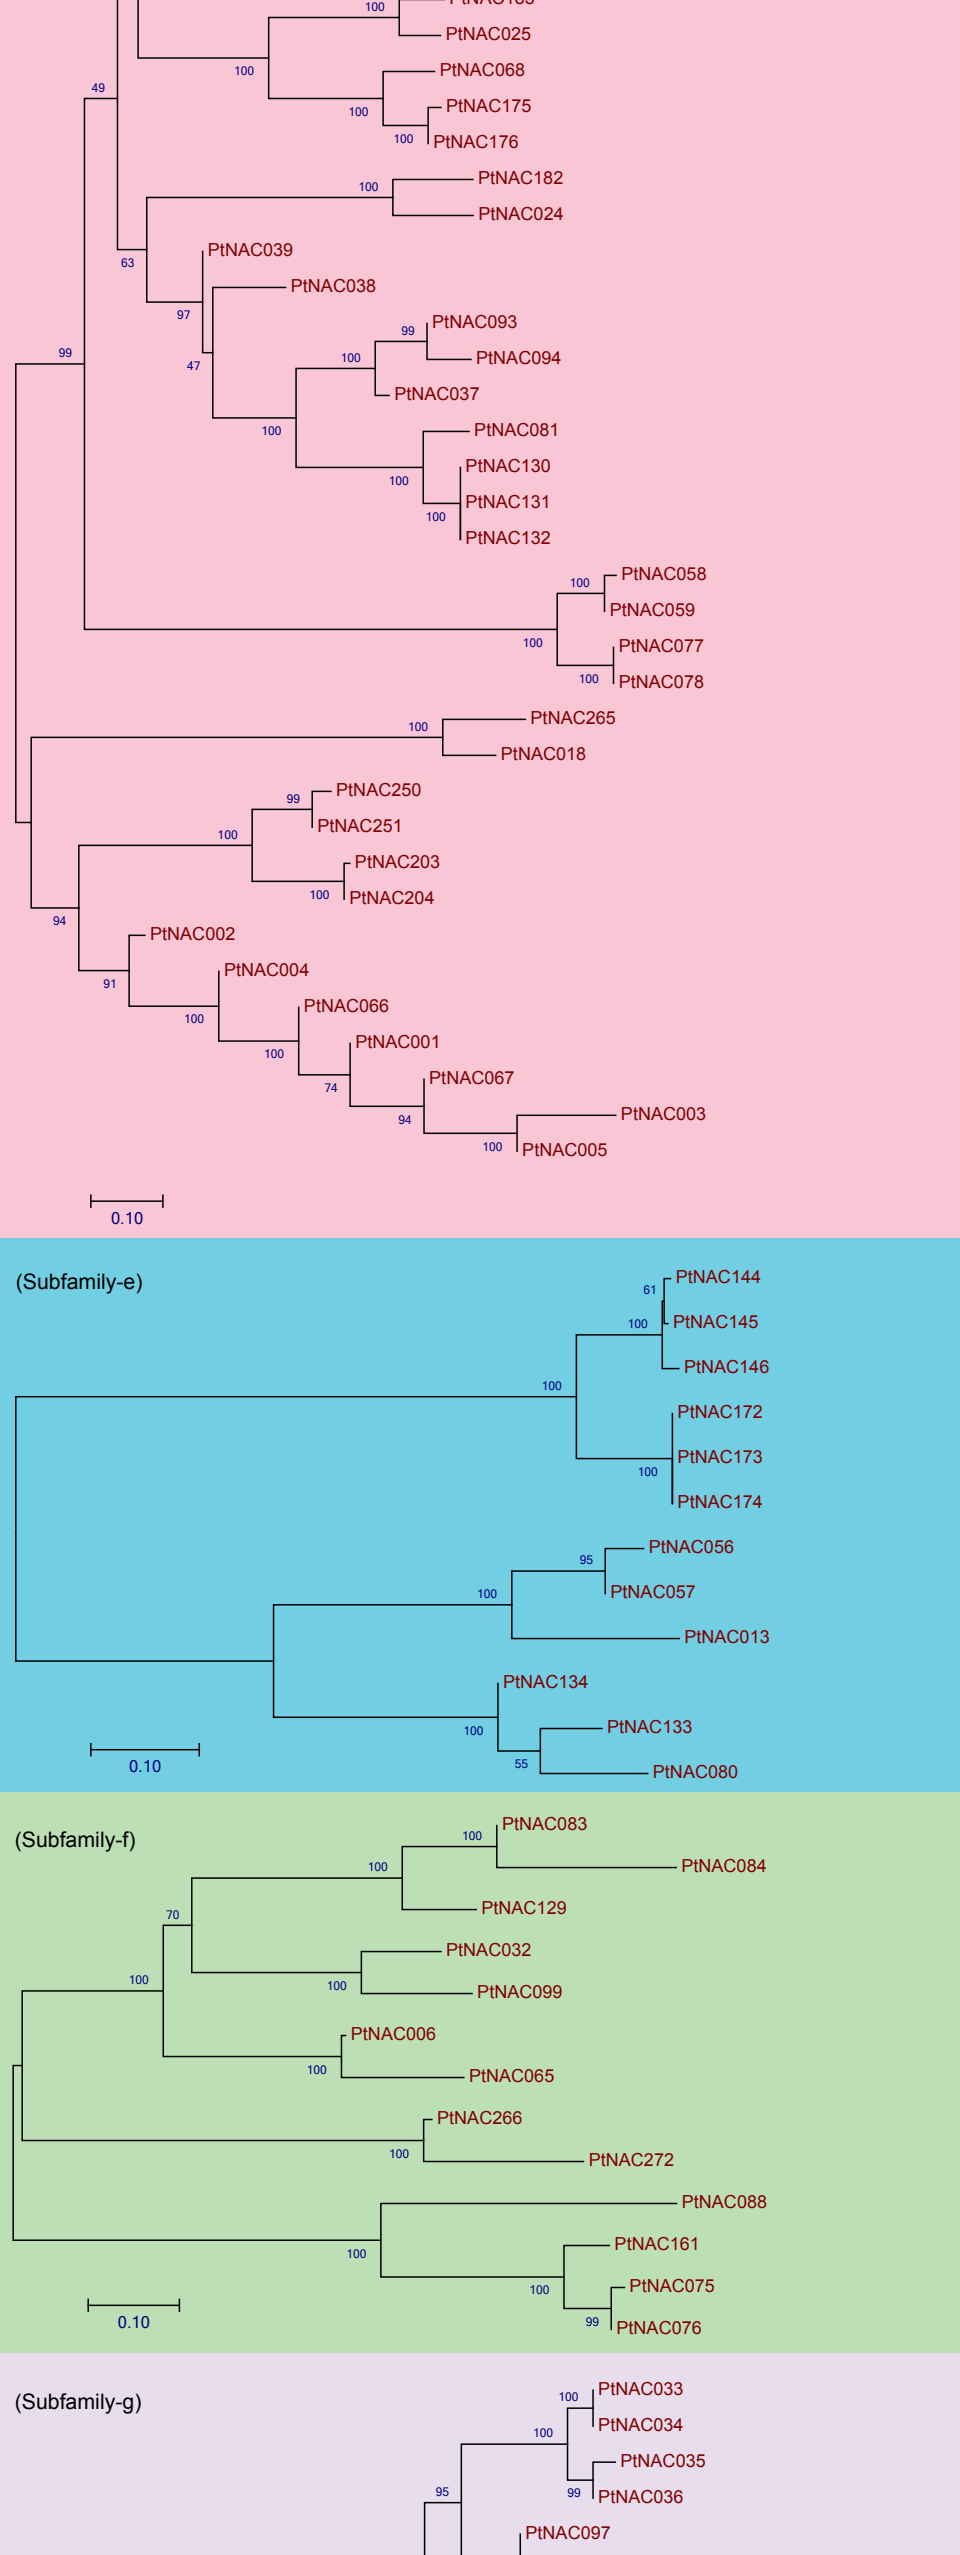 100
PtNAC025
100
PtNAC068
49
PtNAC175
100
100
PtNAC176
PtNAC182
100
PtNAC024
PtNAC039
63
PtNAC038
97
PtNAC093
99
100
PtNAC094
99
47
PtNAC037
100
PtNAC081
PtNAC130
100
PtNAC131
100
PtNAC132
PtNAC058
100
PtNAC059
100
PtNAC077
100
PtNAC078
PtNAC265
100
PtNAC018
PtNAC250
99
PtNAC251
100
PtNAC203
100
PtNAC204
94
PtNAC002
PtNAC004
91
PtNAC066
100
PtNAC001
100
PtNAC067
74
PtNAC003
94
100
PtNAC005
0.10
(Subfamily-e)
PtNAC144
61
PtNAC145
100
PtNAC146
100
PtNAC172
PtNAC173
100
PtNAC174
PtNAC056
95
PtNAC057
100
PtNAC013
PtNAC134
PtNAC133
100
55
PtNAC080
0.10
(Subfamily-f)
PtNAC083
100
PtNAC084
100
PtNAC129
70
PtNAC032
100
100
PtNAC099
PtNAC006
100
PtNAC065
PtNAC266
100
PtNAC272
PtNAC088
PtNAC161
100
PtNAC075
100
99
PtNAC076
0.10
(Subfamily-g)
PtNAC033
100
PtNAC034
100
PtNAC035
95
99
PtNAC036
PtNAC097